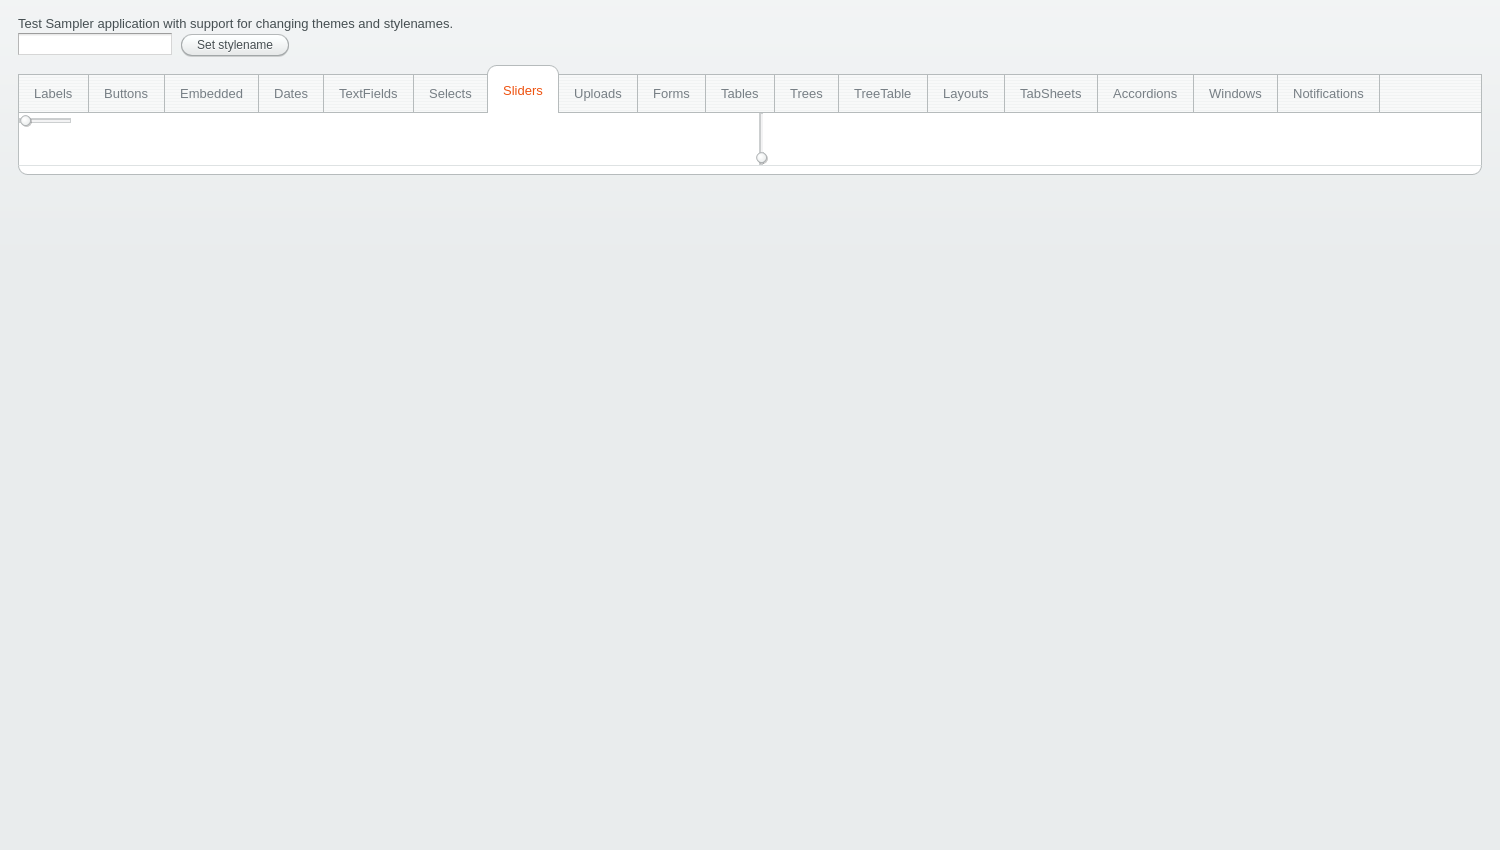 Test Sampler application with support for changing themes and stylenames.
Set stylename
Labels Buttons Embedded Dates TextFields Selects Sliders Uploads Forms Tables Trees TreeTable Layouts TabSheets Accordions Windows Notifications